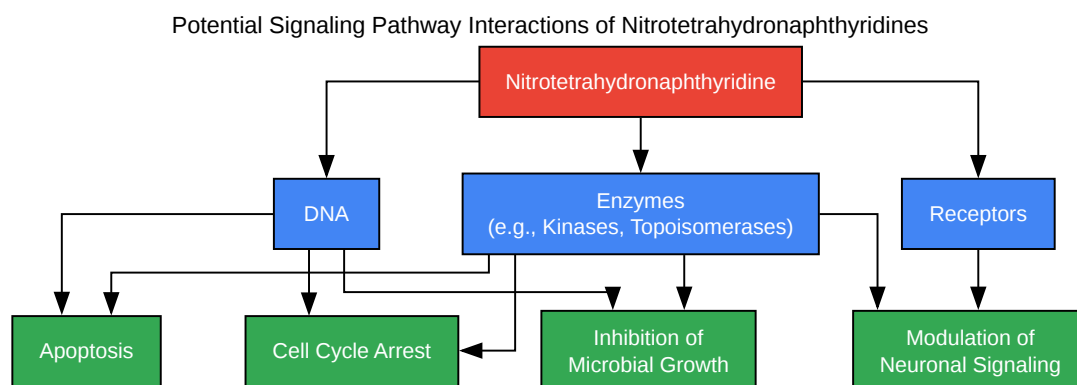 Potential Signaling Pathway Interactions of Nitrotetrahydronaphthyridines
Nitrotetrahydronaphthyridine
DNA
Enzymes
(e.g., Kinases, Topoisomerases)
Receptors
Apoptosis
Cell Cycle Arrest
Inhibition of
Microbial Growth
Modulation of
Neuronal Signaling